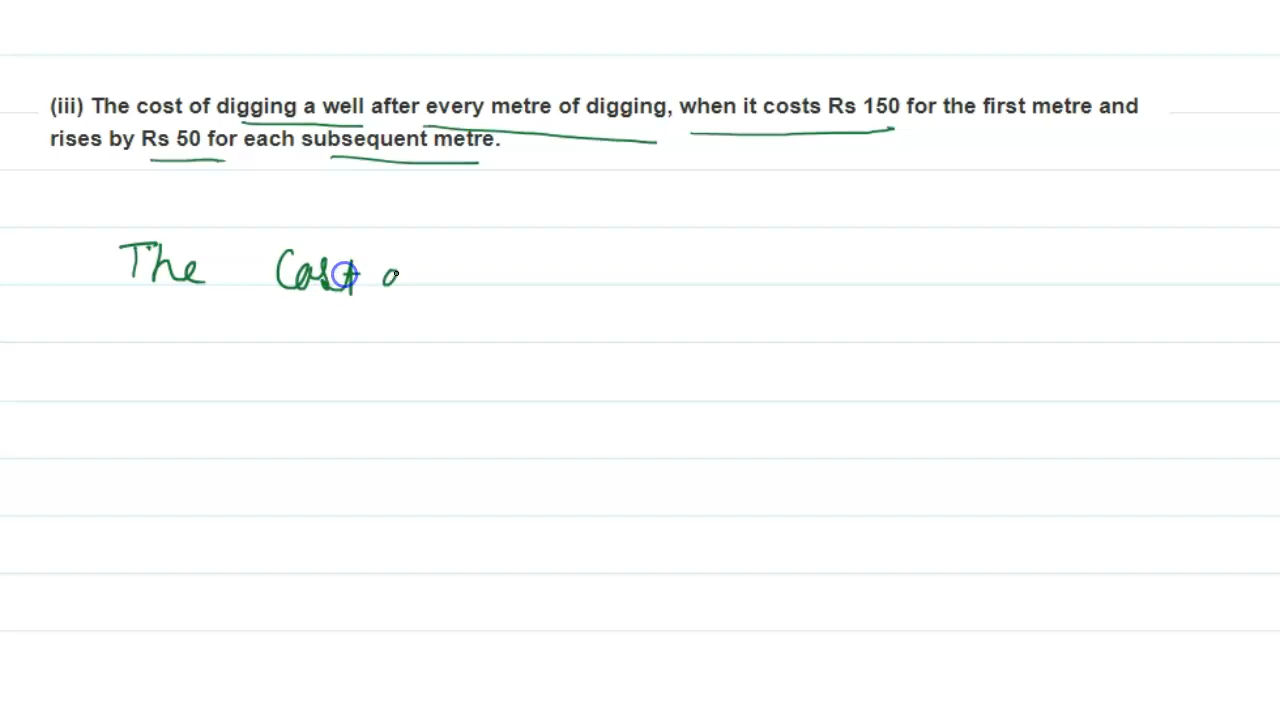 (iii) The cost of digging a well after every metre of digging, when it costs Rs 150 for the first metre and
rises by Rs 50 for each subsequent metre.
The Cost o